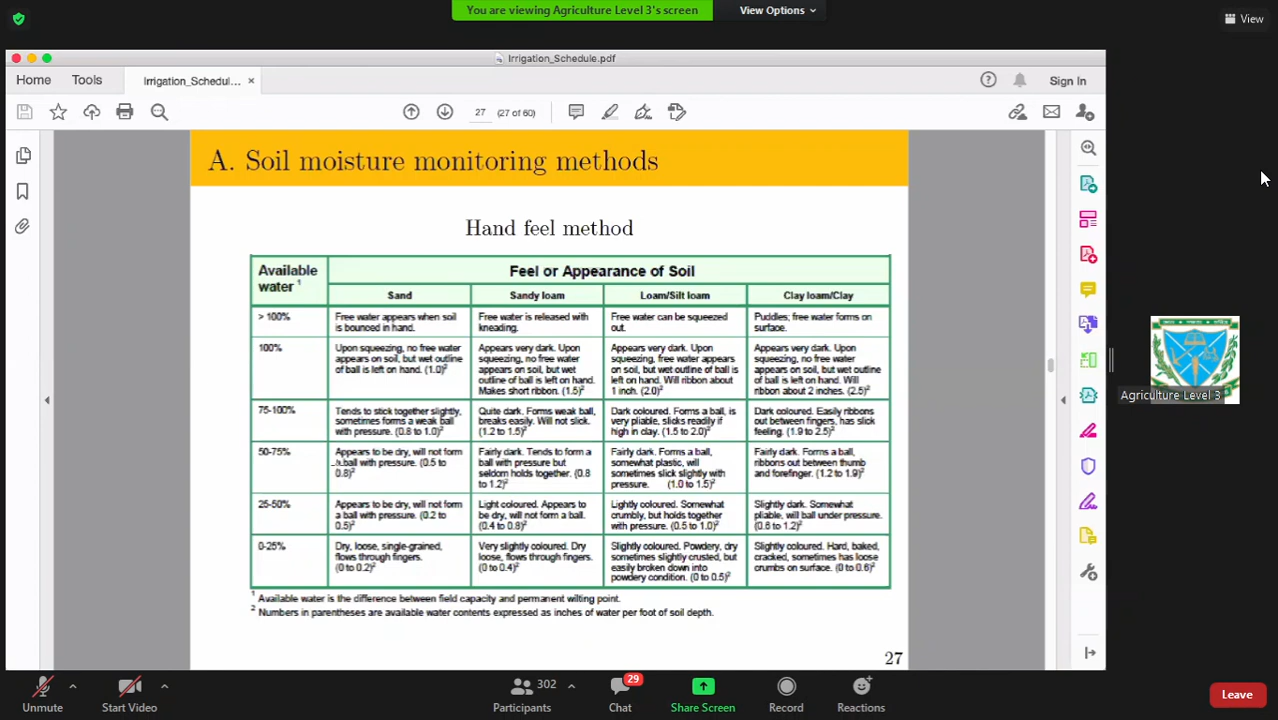 You are viewing Agriculture Level 3's screen
View Options
View
Irrigation_Schedule.pdf
Home
Tools
Irrigation_Schedul...
×
Sign In
27
(27 of 60)
A. Soil moisture monitoring methods
Hand feel method
Available water ¹
Feel or Appearance of Soil
Sand
Sandy loam
Loam/Silt loam
Clay loam/Clay
> 100%
Free water appears when soil
is bounced in hand.
Free water is released with
kneading.
Free water can be squeezed
out.
Puddles; free water forms on
surface.
100%
Upon squeezing, no free water
appears on soil, but wet outline
of ball is left on hand. (1.0)²
Appears very dark. Upon
squeezing, no free water
appears on soil, but wet
outline of ball is left on hand.
Makes short ribbon. (1.5)²
Appears very dark. Upon
squeezing, free water appears
on soil, but wet outline of ball is
left on hand. Will ribbon about
1 inch. (2.0)²
Appears very dark. Upon
squeezing, no free water
appears on soil, but wet outline
of ball is left on hand. Will
ribbon about 2 inches. (2.5)²
75-100%
Tends to stick together slightly,
sometimes forms a weak ball
with pressure. (0.8 to 1.0)²
Quite dark. Forms weak ball,
breaks easily. Will not slick.
(1.2 to 1.5)²
Dark coloured. Forms a ball, is
very pliable, slicks readily if
high in clay. (1.5 to 2.0)²
Dark coloured. Easily ribbons
out between fingers, has slick
feeling. (1.9 to 2.5)²
50-75%
Appears to be dry, will not form
a ball with pressure. (0.5 to
0.8)²
Fairly dark. Tends to form a
ball with pressure but
seldom holds together. (0.8
to 1.2)²
Fairly dark. Forms a ball,
somewhat plastic, will
sometimes slick slightly with
pressure. (1.0 to 1.5)²
Fairly dark. Forms a ball,
ribbons out between thumb
and forefinger. (1.2 to 1.9)²
25-50%
Appears to be dry, will not form
a ball with pressure. (0.2 to
0.5)²
Light coloured. Appears to
be dry, will not form a ball.
(0.4 to 0.8)²
Lightly coloured. Somewhat
crumbly, but holds together
with pressure. (0.5 to 1.0)²
Slightly dark. Somewhat
pliable, will ball under pressure.
(0.6 to 1.2)²
0-25%
Dry, loose, single-grained,
flows through fingers.
(0 to 0.2)²
Very slightly coloured. Dry
loose, flows through fingers.
(0 to 0.4)²
Slightly coloured. Powdery, dry
sometimes slightly crusted, but
easily broken down into
powdery condition. (0 to 0.5)²
Slightly coloured. Hard, baked,
cracked, sometimes has loose
crumbs on surface. (0 to 0.6)²
¹ Available water is the difference between field capacity and permanent wilting point.
² Numbers in parentheses are available water contents expressed as inches of water per foot of soil depth.
27
Agriculture Level 3
Unmute
Start Video
302
Participants
29
Chat
Share Screen
Record
Reactions
Leave